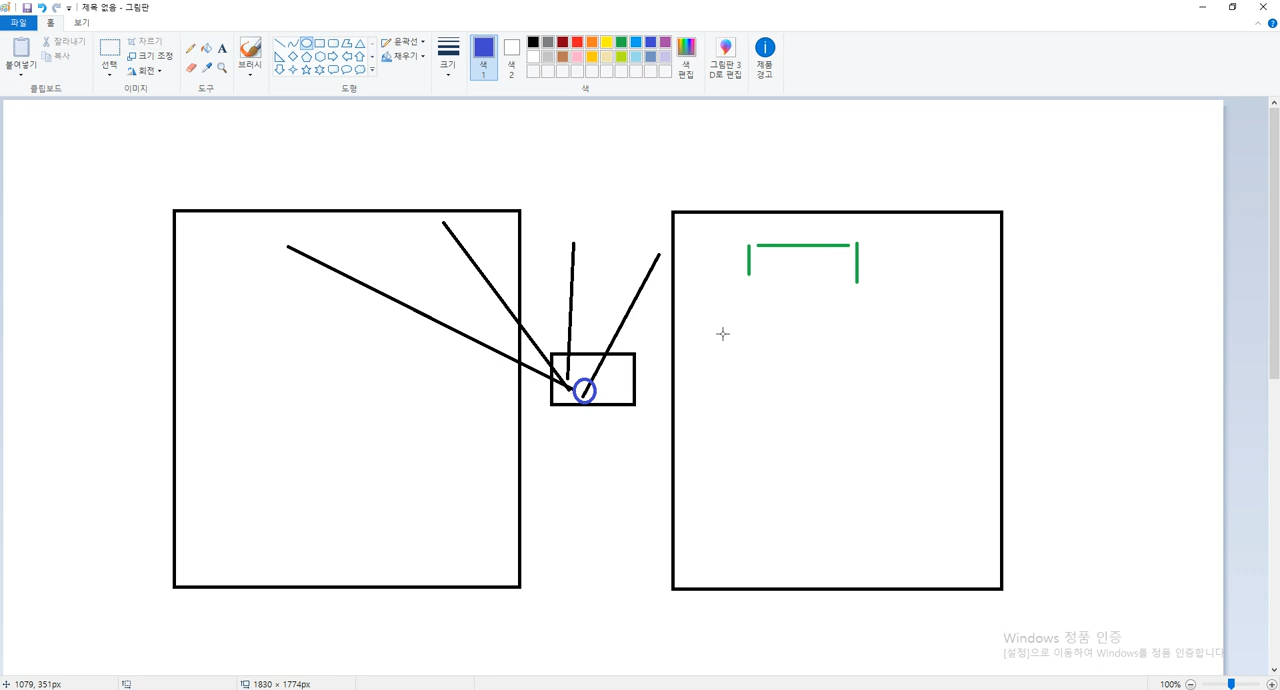 제목 없음 - 그림판
파일 홈 보기
붙여넣기
잘라내기
복사
클립보드
선택
자르기
크기 조정
회전
이미지
A
도구
브러시
도형
윤곽선
채우기
크기
색
1
색
2
색
색
편집
그림판 3
D로 편집
제품
경고
Windows 정품 인증
[설정]으로 이동하여 Windows를 정품 인증합니다
1079, 351px
1830 × 1774px
100%